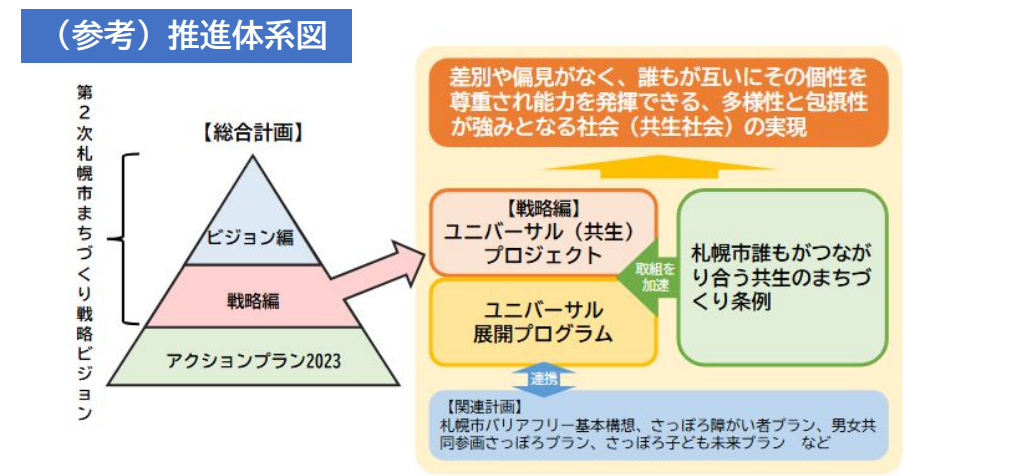 （参考）推進体系図
第２次札幌市まちづくり戦略ビジョン
【総合計画】
ビジョン編
戦略編
アクションプラン2023
差別や偏見がなく、誰もが互いにその個性を
尊重され能力を発揮できる、多様性と包摂性
が強みとなる社会（共生社会）の実現
【戦略編】
ユニバーサル（共生）
プロジェクト
ユニバーサル
展開プログラム
取組を
加速
札幌市誰もがつなが
り合う共生のまちづ
くり条例
連携
【関連計画】
札幌市バリアフリー基本構想、さっぽろ障がい者プラン、男女共
同参画さっぽろプラン、さっぽろ子ども未来プラン　など